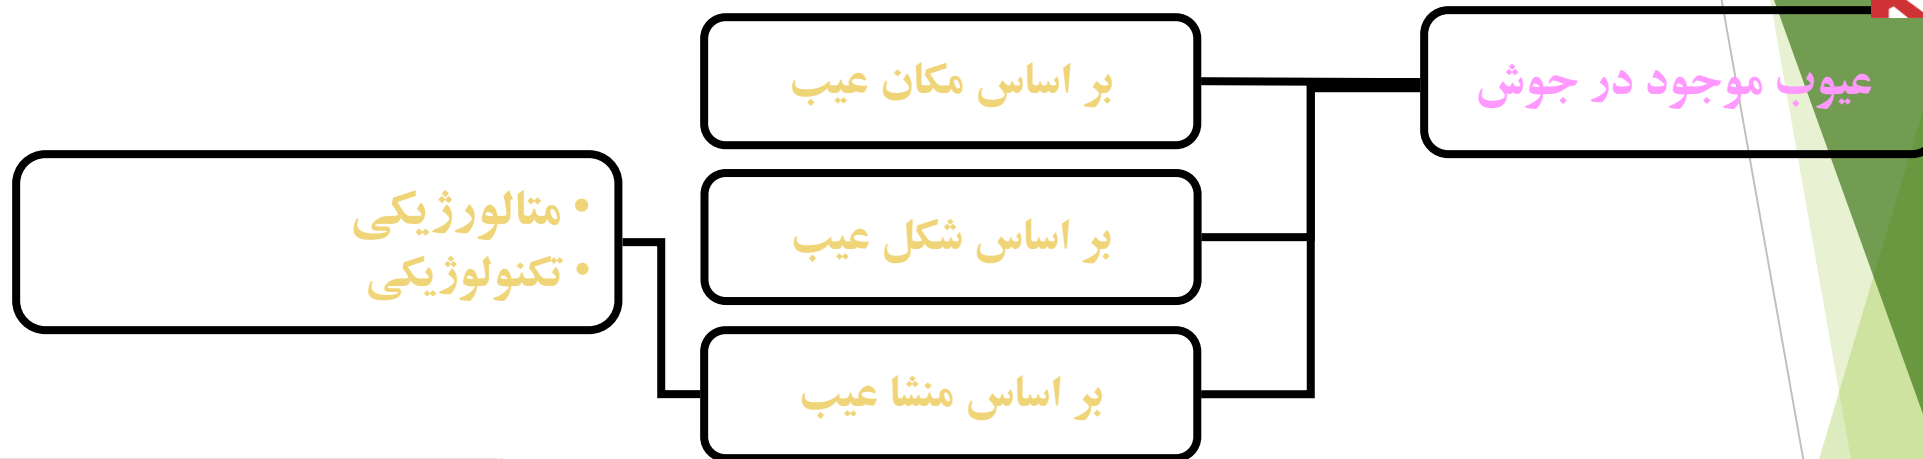 عیوب موجود در جوش
بر اساس مکان عیب
بر اساس شکل عیب
بر اساس منشا عیب
• متالورژیکی
• تکنولوژیکی